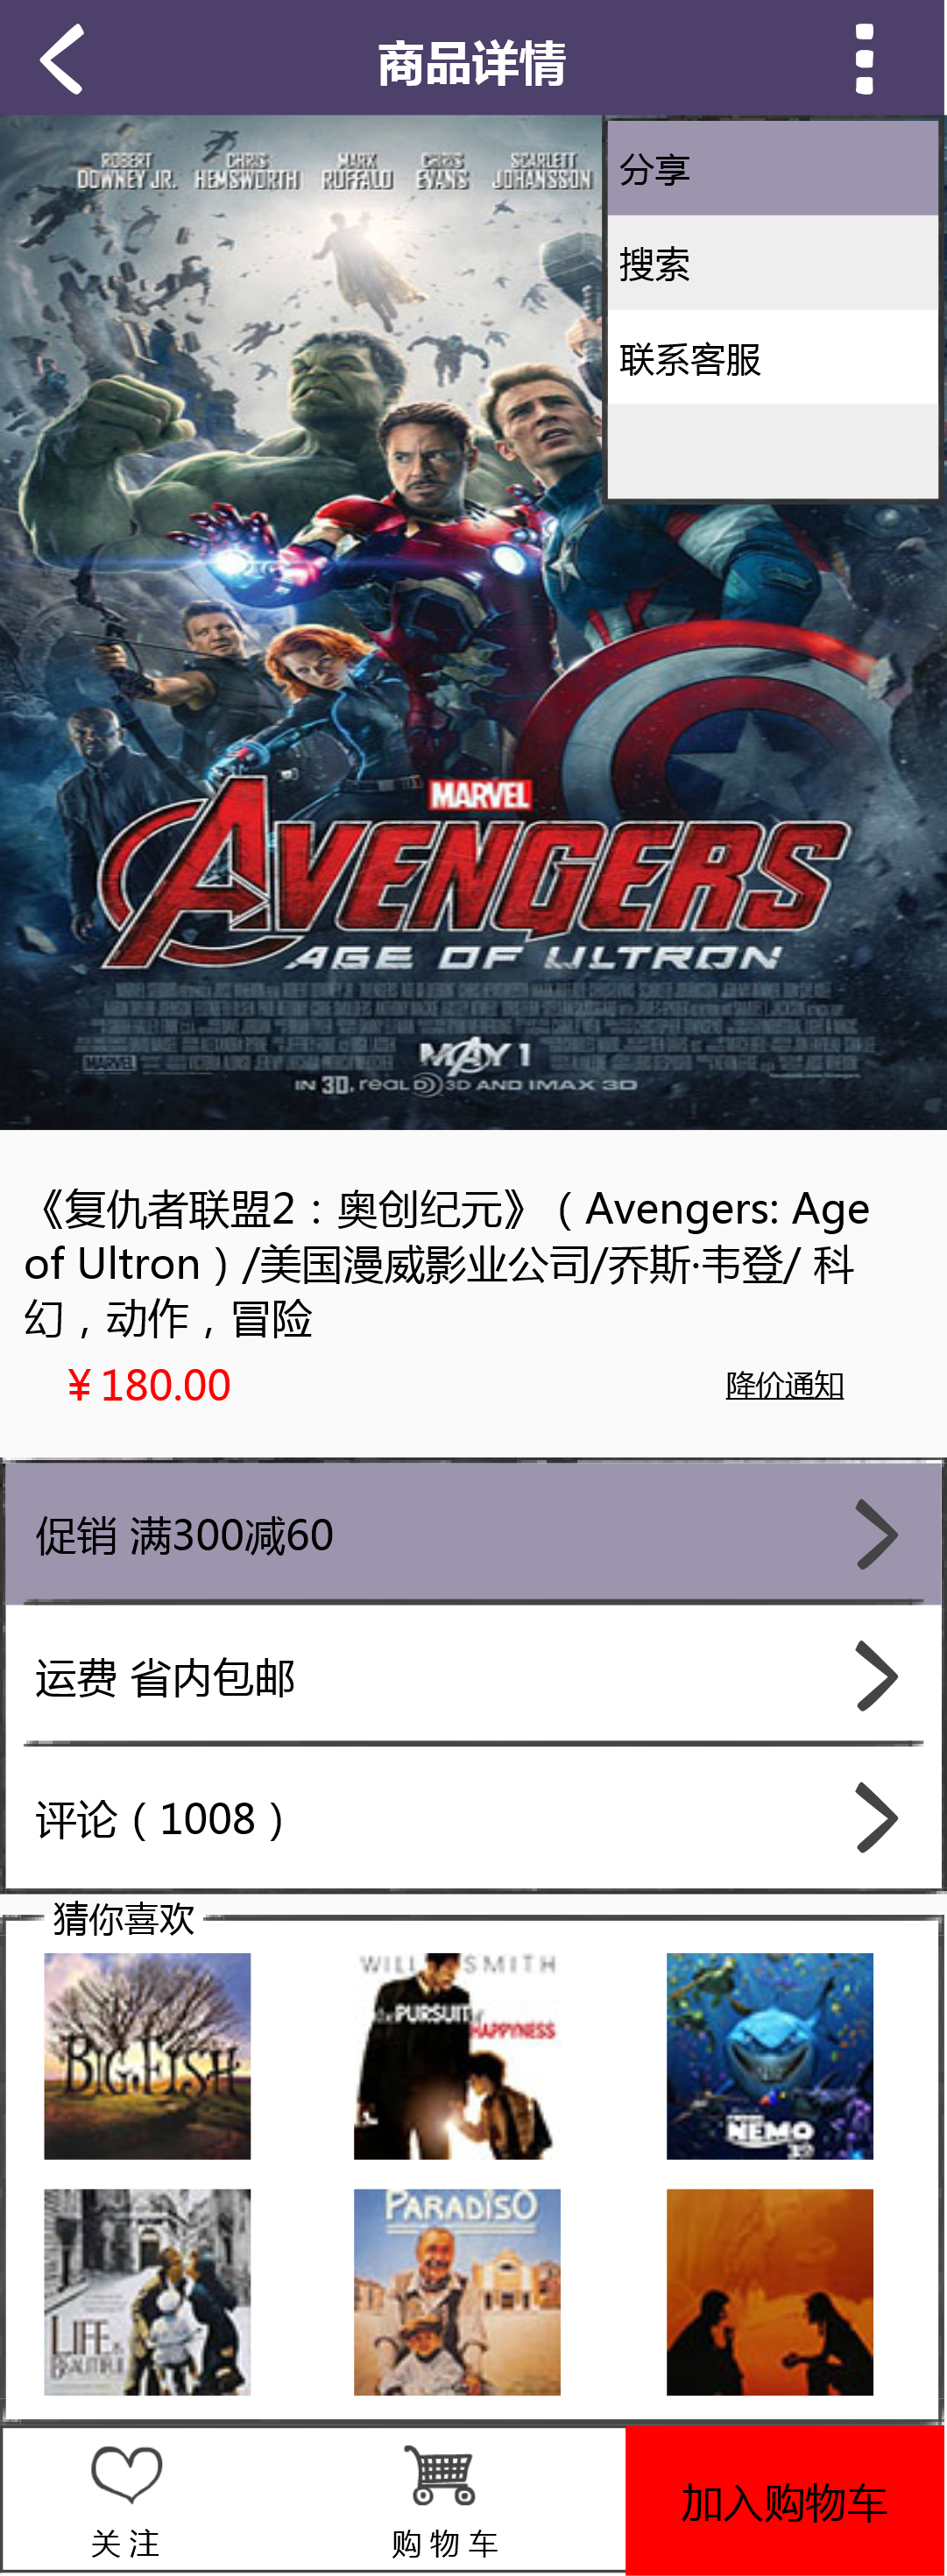 商品详情
ROBERT DOWNEY JR. CHRIS HEMSWORTH MARK RUFFALO CHRIS EVANS SCARLETT JOHANSSON
分享
搜索
联系客服
MARVEL
AVENGERS
AGE OF ULTRON
MARVEL
MAY 1
IN 3D, REAL D 3D AND IMAX 3D
《复仇者联盟2：奥创纪元》（Avengers: Age
of Ultron）/美国漫威影业公司/乔斯·韦登/ 科
幻，动作，冒险
¥180.00
降价通知
促销 满300减60
运费 省内包邮
评论（1008）
猜你喜欢
BIG FISH
WILL SMITH
the PURSUIT of
HAPPYNESS
NEMO
LIFE is
BEAUTIFUL
PARADISO
关注
购物车
加入购物车